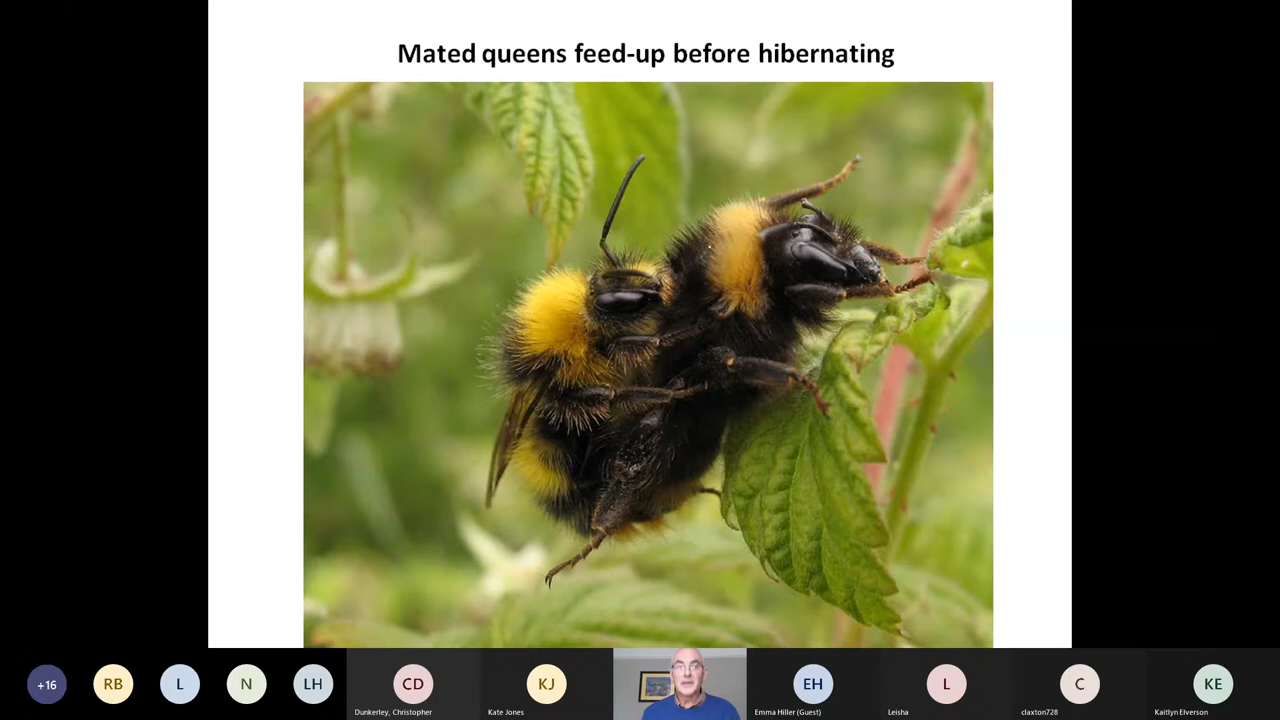 Mated queens feed-up before hibernating
+16
RB
L
N
LH
CD
Dunkerley, Christopher
KJ
Kate Jones
EH
Emma Hiller (Guest)
L
Leisha
C
claxton728
KE
Kaitlyn Elverson